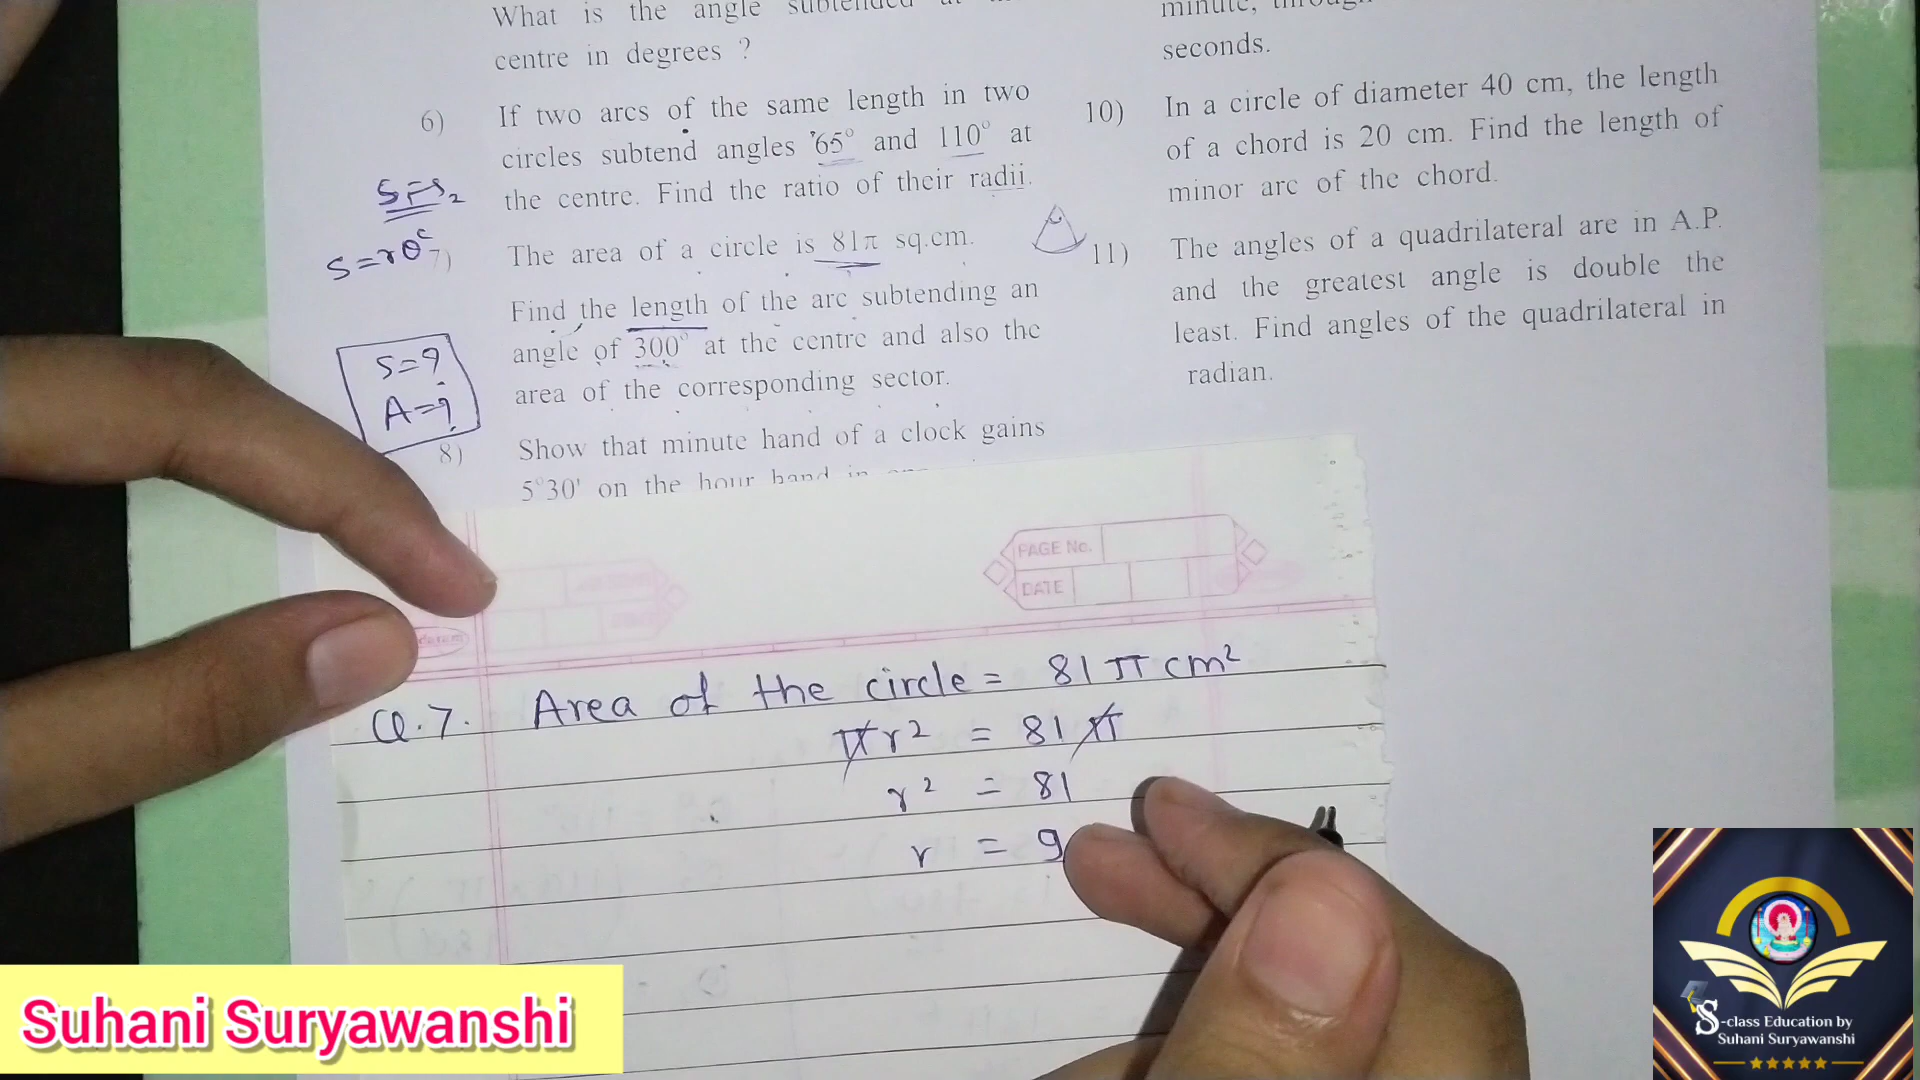 What is the angle
centre in degrees ?
6) If two arcs of the same length in two
circles subtend angles 65° and 110° at
the centre. Find the ratio of their radii.
S=rθᶜ
7) The area of a circle is 81π sq.cm.
Find the length of the arc subtending an
angle of 300° at the centre and also the
area of the corresponding sector.
S=?
A=?
8) Show that minute hand of a clock gains
5°30' on the hour hand in
minute, through
seconds.
10) In a circle of diameter 40 cm, the length
of a chord is 20 cm. Find the length of
minor arc of the chord.
11) The angles of a quadrilateral are in A.P.
and the greatest angle is double the
least. Find angles of the quadrilateral in
radian.
PAGE No.
DATE
Q.7. Area of the circle = 81 π cm²
πr² = 81 π
r² = 81
r = 9
Suhani Suryawanshi
S-class Education by
Suhani Suryawanshi